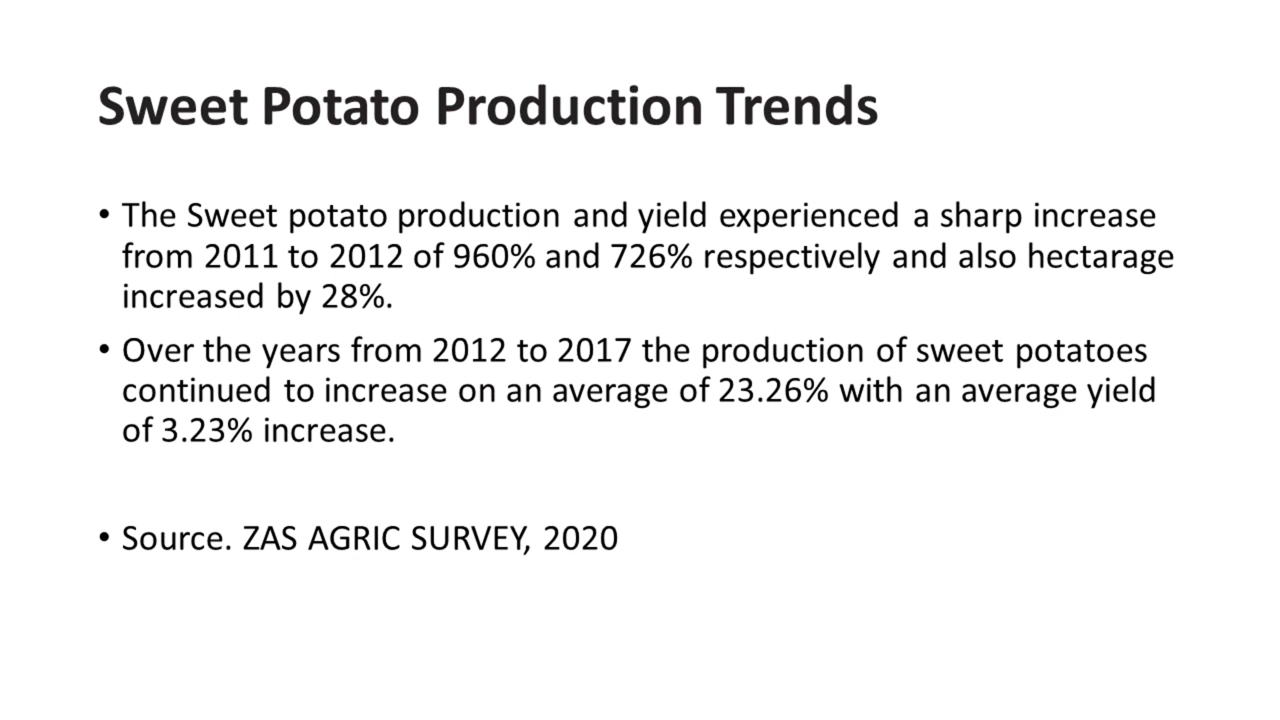 Sweet Potato Production Trends
• The Sweet potato production and yield experienced a sharp increase
from 2011 to 2012 of 960% and 726% respectively and also hectarage
increased by 28%.
• Over the years from 2012 to 2017 the production of sweet potatoes
continued to increase on an average of 23.26% with an average yield
of 3.23% increase.
• Source. ZAS AGRIC SURVEY, 2020